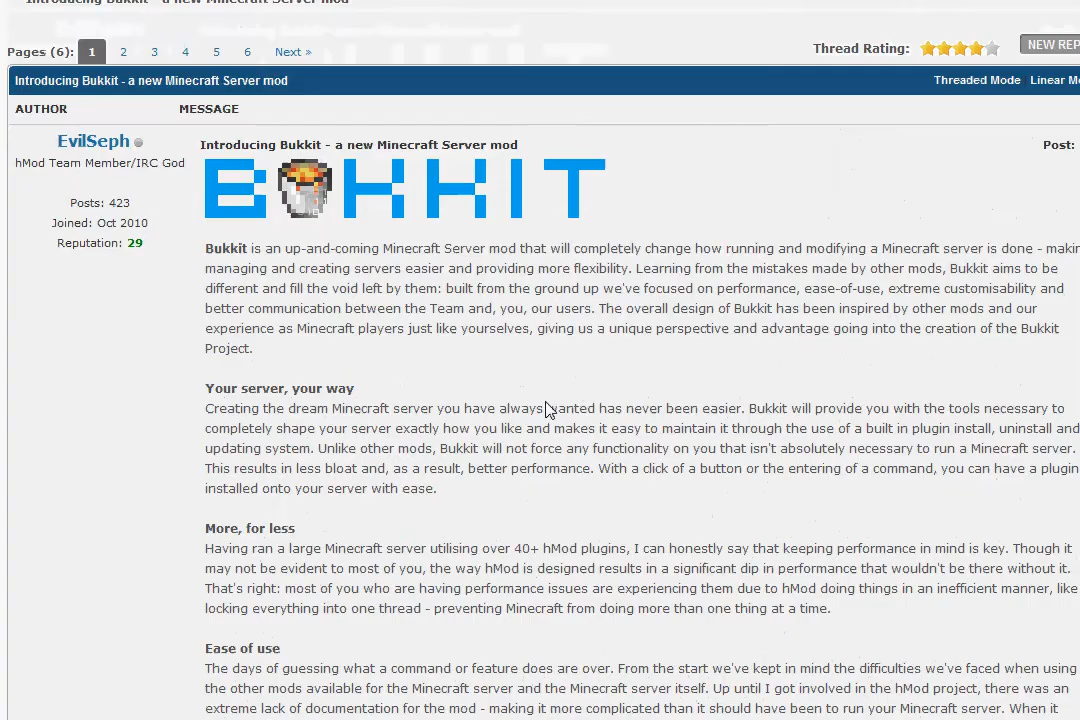 Introducing Bukkit - a new Minecraft Server mod
Pages (6): 1 2 3 4 5 6 Next »
Thread Rating:
NEW REP
Introducing Bukkit - a new Minecraft Server mod
Threaded Mode Linear Mo
AUTHOR MESSAGE
EvilSeph
hMod Team Member/IRC God
Posts: 423
Joined: Oct 2010
Reputation: 29
Introducing Bukkit - a new Minecraft Server mod
Post:
B KKIT
Bukkit is an up-and-coming Minecraft Server mod that will completely change how running and modifying a Minecraft server is done - makin
managing and creating servers easier and providing more flexibility. Learning from the mistakes made by other mods, Bukkit aims to be
different and fill the void left by them: built from the ground up we've focused on performance, ease-of-use, extreme customisability and
better communication between the Team and, you, our users. The overall design of Bukkit has been inspired by other mods and our
experience as Minecraft players just like yourselves, giving us a unique perspective and advantage going into the creation of the Bukkit
Project.
Your server, your way
Creating the dream Minecraft server you have always wanted has never been easier. Bukkit will provide you with the tools necessary to
completely shape your server exactly how you like and makes it easy to maintain it through the use of a built in plugin install, uninstall and
updating system. Unlike other mods, Bukkit will not force any functionality on you that isn't absolutely necessary to run a Minecraft server.
This results in less bloat and, as a result, better performance. With a click of a button or the entering of a command, you can have a plugin
installed onto your server with ease.
More, for less
Having ran a large Minecraft server utilising over 40+ hMod plugins, I can honestly say that keeping performance in mind is key. Though it
may not be evident to most of you, the way hMod is designed results in a significant dip in performance that wouldn't be there without it.
That's right: most of you who are having performance issues are experiencing them due to hMod doing things in an inefficient manner, like
locking everything into one thread - preventing Minecraft from doing more than one thing at a time.
Ease of use
The days of guessing what a command or feature does are over. From the start we've kept in mind the difficulties we've faced when using
the other mods available for the Minecraft server and the Minecraft server itself. Up until I got involved in the hMod project, there was an
extreme lack of documentation for the mod - making it more complicated than it should have been to run your Minecraft server. When it